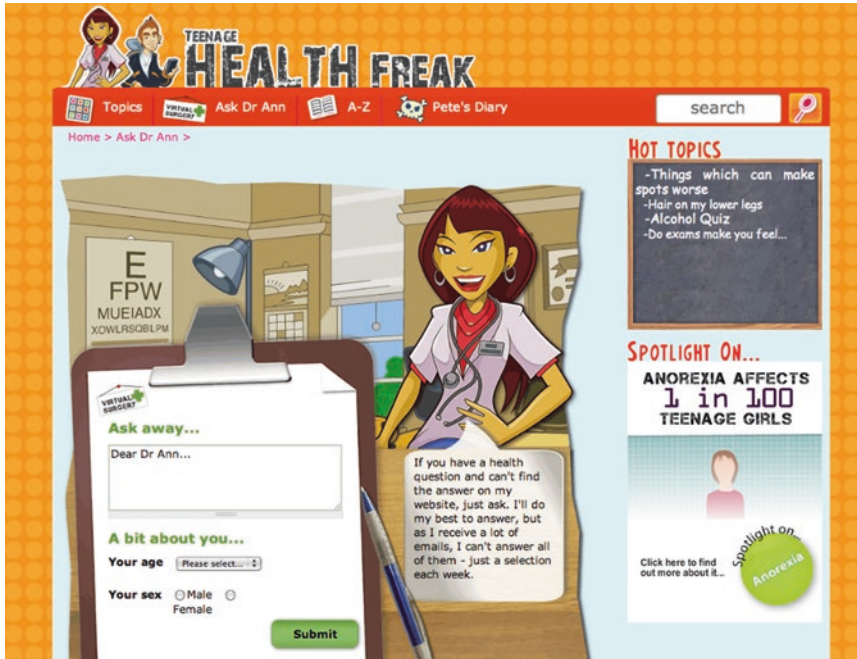 TEENAGE
HEALTH FREAK
Topics
VIRTUAL SURGERY
Ask Dr Ann
A-Z
Pete's Diary
search
Home > Ask Dr Ann >
HOT TOPICS
-Things which can make
spots worse
-Hair on my lower legs
-Alcohol Quiz
-Do exams make you feel...
E
FPW
MUEIADX
XOWLRSQBLPM
SPOTLIGHT ON...
ANOREXIA AFFECTS
1 in 100
TEENAGE GIRLS
Click here to find
out more about it...
Spotlight on...
Anorexia
VIRTUAL
SURGERY
Ask away...
Dear Dr Ann...
A bit about you...
Your age Please select...
Your sex Male
Female
Submit
If you have a health
question and can't find
the answer on my
website, just ask. I'll do
my best to answer, but
as I receive a lot of
emails, I can't answer all
of them - just a selection
each week.